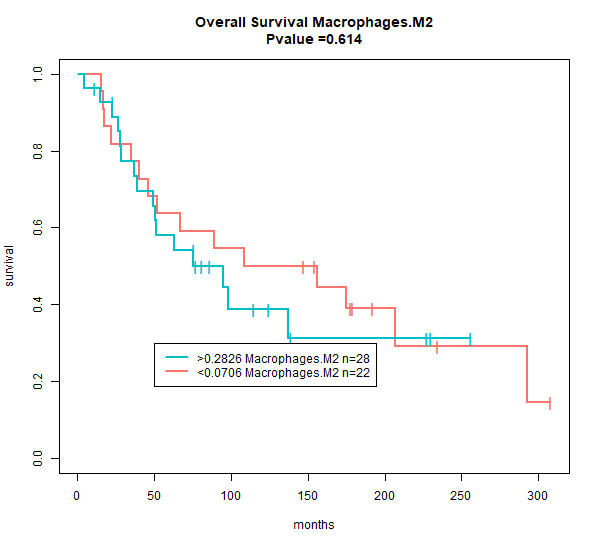 Overall Survival Macrophages.M2
Pvalue =0.614
survival
1.0
0.8
0.6
0.4
0.2
0.0
>0.2826 Macrophages.M2 n=28
<0.0706 Macrophages.M2 n=22
0 50 100 150 200 250 300
months